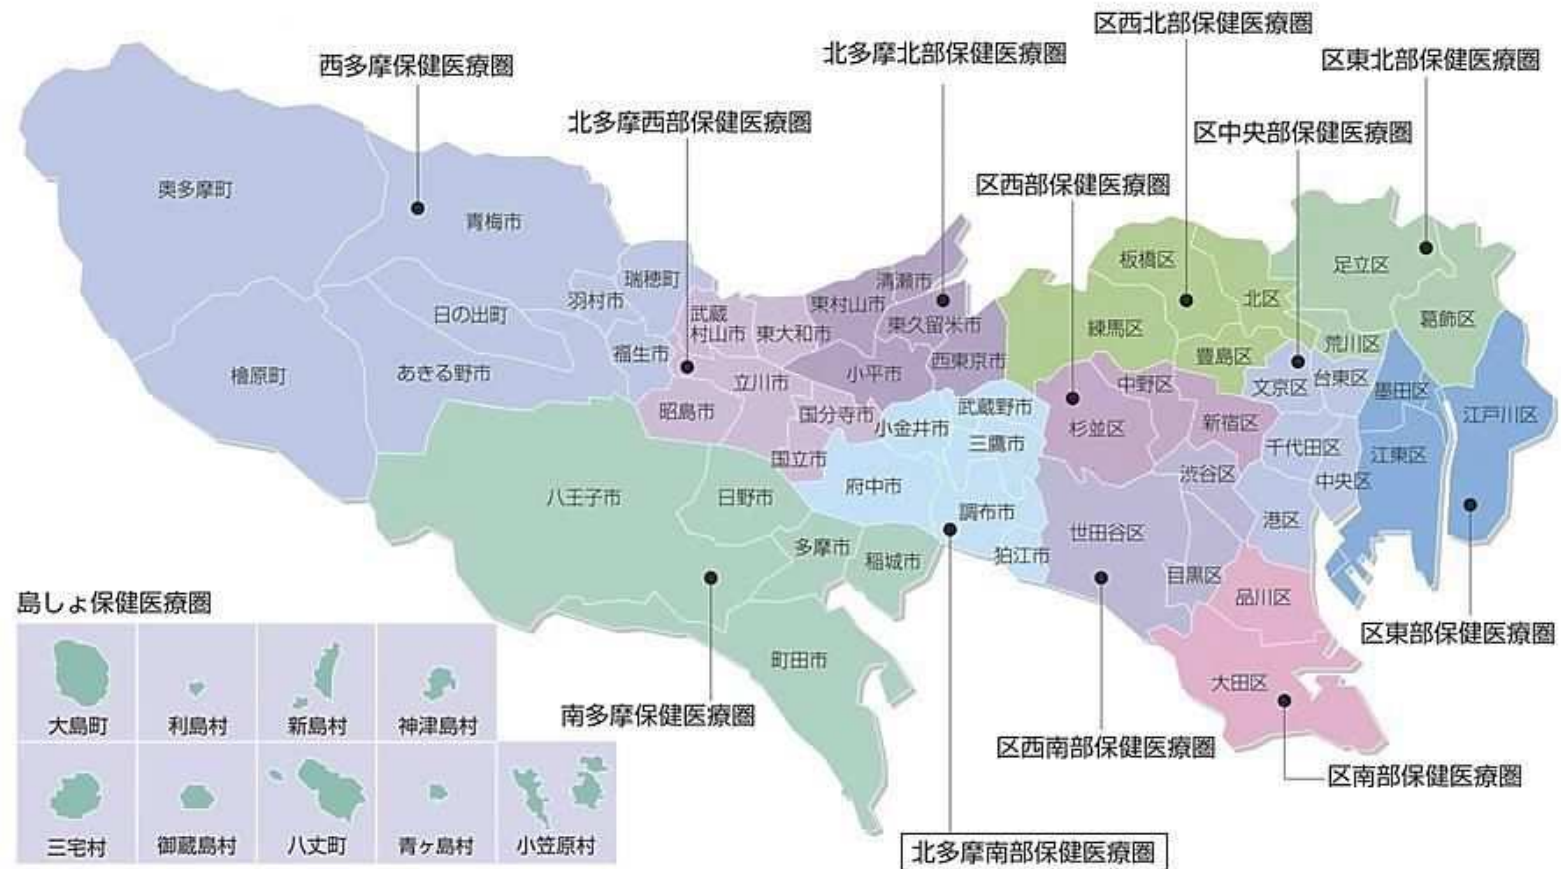 区西北部保健医療圏
北多摩北部保健医療圏
区東北部保健医療圏
西多摩保健医療圏
北多摩西部保健医療圏
区中央部保健医療圏
区西部保健医療圏
奥多摩町
青梅市
瑞穂町
羽村市
日の出町
福生市
檜原町
あきる野市
武蔵
村山市
東大和市
立川市
昭島市
国分寺市
国立市
清瀬市
東村山市
東久留米市
小平市
西東京市
小金井市
武蔵野市
三鷹市
府中市
調布市
狛江市
八王子市
日野市
多摩市
稲城市
町田市
板橋区
北区
練馬区
豊島区
中野区
杉並区
新宿区
足立区
葛飾区
荒川区
文京区
台東区
墨田区
江戸川区
千代田区
江東区
中央区
港区
渋谷区
世田谷区
目黒区
品川区
大田区
区東部保健医療圏
南多摩保健医療圏
区西南部保健医療圏
区南部保健医療圏
北多摩南部保健医療圏
島しょ保健医療圏
大島町
利島村
新島村
神津島村
三宅村
御蔵島村
八丈町
青ヶ島村
小笠原村